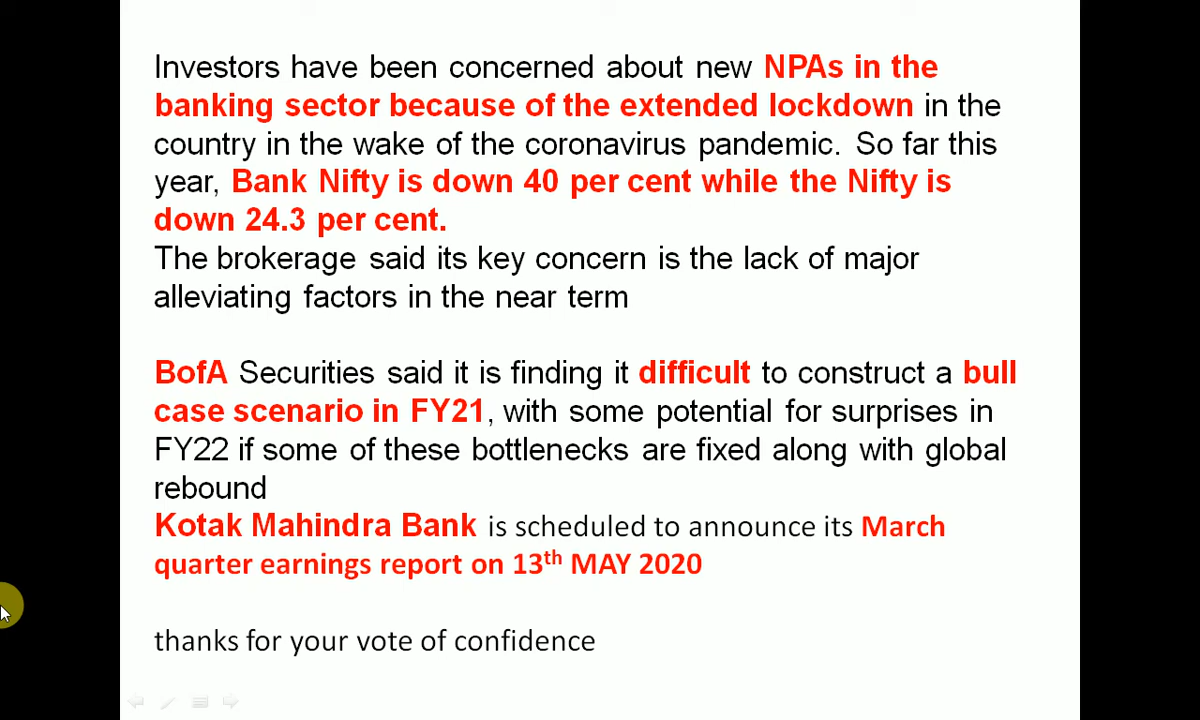 Investors have been concerned about new NPAs in the
banking sector because of the extended lockdown in the
country in the wake of the coronavirus pandemic. So far this
year, Bank Nifty is down 40 per cent while the Nifty is
down 24.3 per cent.
The brokerage said its key concern is the lack of major
alleviating factors in the near term
BofA Securities said it is finding it difficult to construct a bull
case scenario in FY21, with some potential for surprises in
FY22 if some of these bottlenecks are fixed along with global
rebound
Kotak Mahindra Bank is scheduled to announce its March
quarter earnings report on 13th MAY 2020
thanks for your vote of confidence